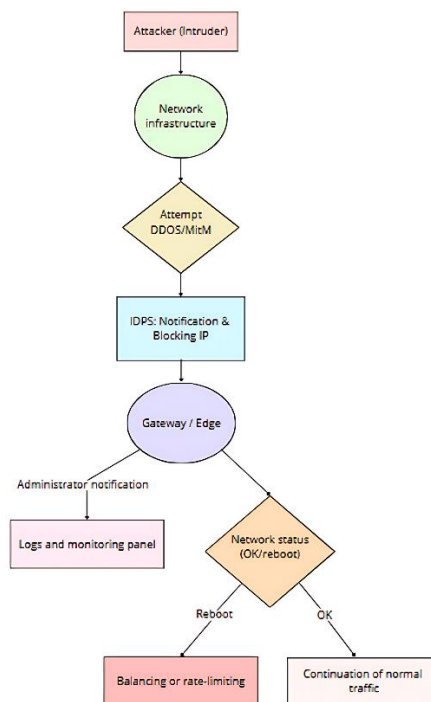 Attacker (Intruder)
Network
infrastructure
Attempt
DDOS/MitM
IDPS: Notification &
Blocking IP
Gateway / Edge
Administrator notification
Logs and monitoring panel
Network status
(OK/reboot)
Reboot
OK
Balancing or rate-limiting
Continuation of normal
traffic